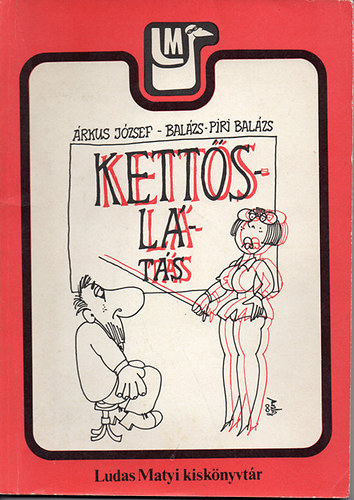 LM
ÁRKUS JÓZSEF - BALÁZS-PIRI BALÁZS
KETTŐS-
LÁ-
TÁS
Ludas Matyi kiskönyvtár